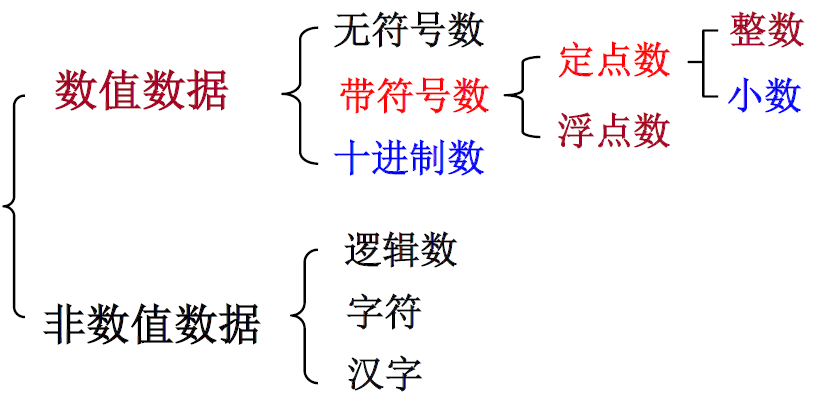 数值数据
无符号数
带符号数
定点数
整数
小数
浮点数
十进制数
非数值数据
逻辑数
字符
汉字